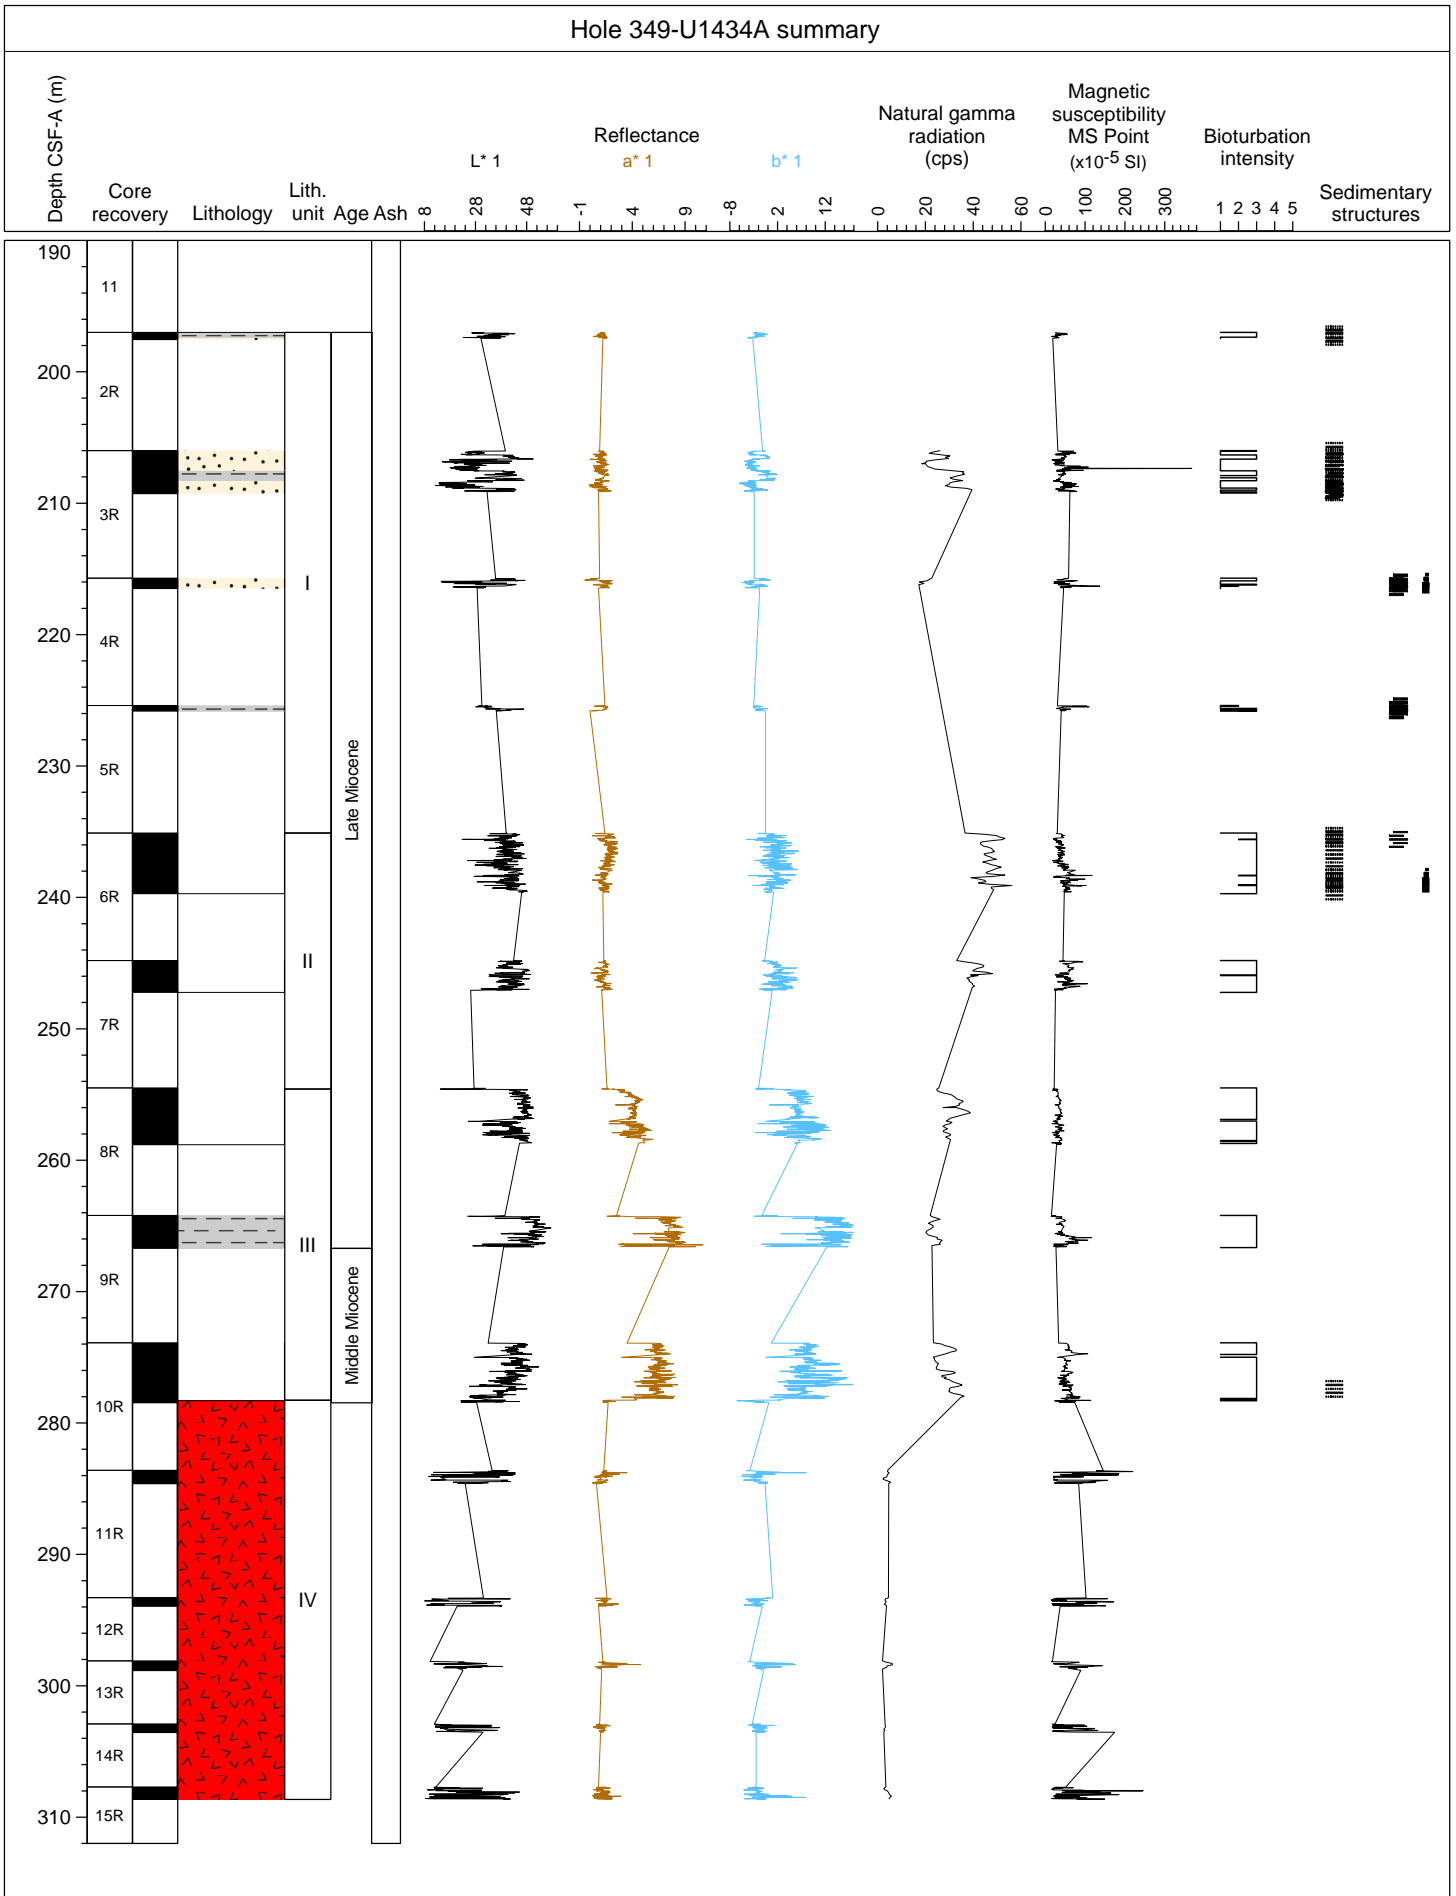 Hole 349-U1434A summary
Depth CSF-A (m)
Core
recovery
Lithology
Lith.
unit
Age
Ash
Reflectance
L* 1
a* 1
b* 1
Natural gamma
radiation
(cps)
Magnetic
susceptibility
MS Point
(x10-5 SI)
Bioturbation
intensity
Sedimentary
structures
8 28 48
-1 4 9
-8 2 12
0 20 40 60
0 100 200 300
1 2 3 4 5
190
200
210
220
230
240
250
260
270
280
290
300
310
11
2R
3R
4R
5R
6R
7R
8R
9R
10R
11R
12R
13R
14R
15R
I
II
III
IV
Late Miocene
Middle Miocene